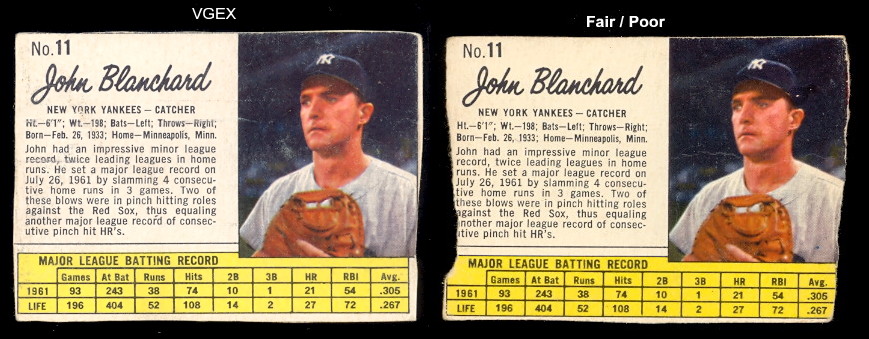 VGEX
No.11
John Blanchard
NEW YORK YANKEES — CATCHER
Ht.—6'1"; Wt.—198; Bats—Left; Throws—Right;
Born—Feb. 26, 1933; Home—Minneapolis, Minn.
John had an impressive minor league
record, twice leading leagues in home
runs. He set a major league record on
July 26, 1961 by slamming 4 consecu-
tive home runs in 3 games. Two of
these blows were in pinch hitting roles
against the Red Sox, thus equaling
another major league record of consec-
utive pinch hit HR's.
NY
MAJOR LEAGUE BATTING RECORD
Games At Bat Runs Hits 2B 3B HR RBI Avg.
1961 93 243 38 74 10 1 21 54 .305
LIFE 196 404 52 108 14 2 27 72 .267
Fair / Poor
No.11
John Blanchard
NEW YORK YANKEES — CATCHER
Ht.—6'1"; Wt.—198; Bats—Left; Throws—Right;
Born—Feb. 26, 1933; Home—Minneapolis, Minn.
John had an impressive minor league
record, twice leading leagues in home
runs. He set a major league record on
July 26, 1961 by slamming 4 consecu-
tive home runs in 3 games. Two of
these blows were in pinch hitting roles
against the Red Sox, thus equaling
another major league record of consec-
utive pinch hit HR's.
NY
MAJOR LEAGUE BATTING RECORD
Games At Bat Runs Hits 2B 3B HR RBI Avg.
1961 93 243 38 74 10 1 21 54 .305
LIFE 196 404 52 108 14 2 27 72 .267